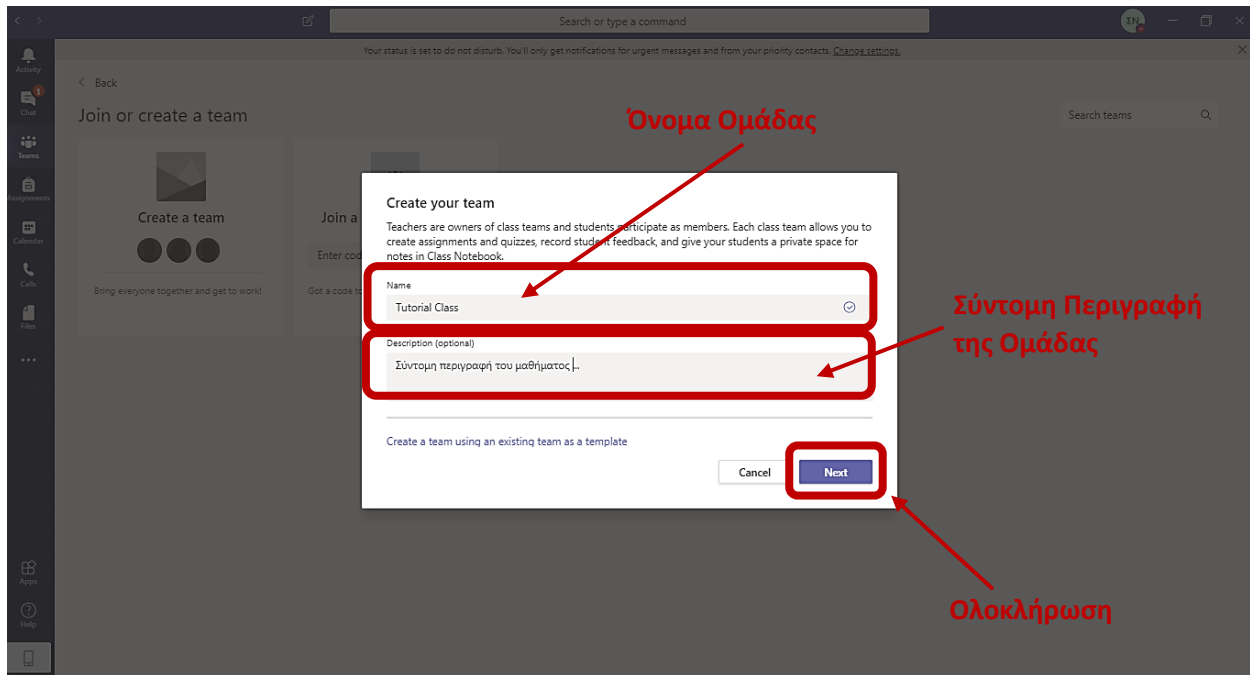 Search or type a command
IN
Your status is set to do not disturb. You'll only get notifications for urgent messages and from your priority contacts. Change settings.
Activity
1
Chat
Teams
Assignments
Calendar
Calls
Files
Apps
Help
Back
Join or create a team
Search teams
Create a team
Bring everyone together and get to work!
Join a
Enter cod
Got a code to
Όνομα Ομάδας
Create your team
Teachers are owners of class teams and students participate as members. Each class team allows you to
create assignments and quizzes, record student feedback, and give your students a private space for
notes in Class Notebook.
Name
Tutorial Class
Description (optional)
Σύντομη περιγραφή του μαθήματος ...
Σύντομη Περιγραφή
της Ομάδας
Create a team using an existing team as a template
Cancel
Next
Ολοκλήρωση